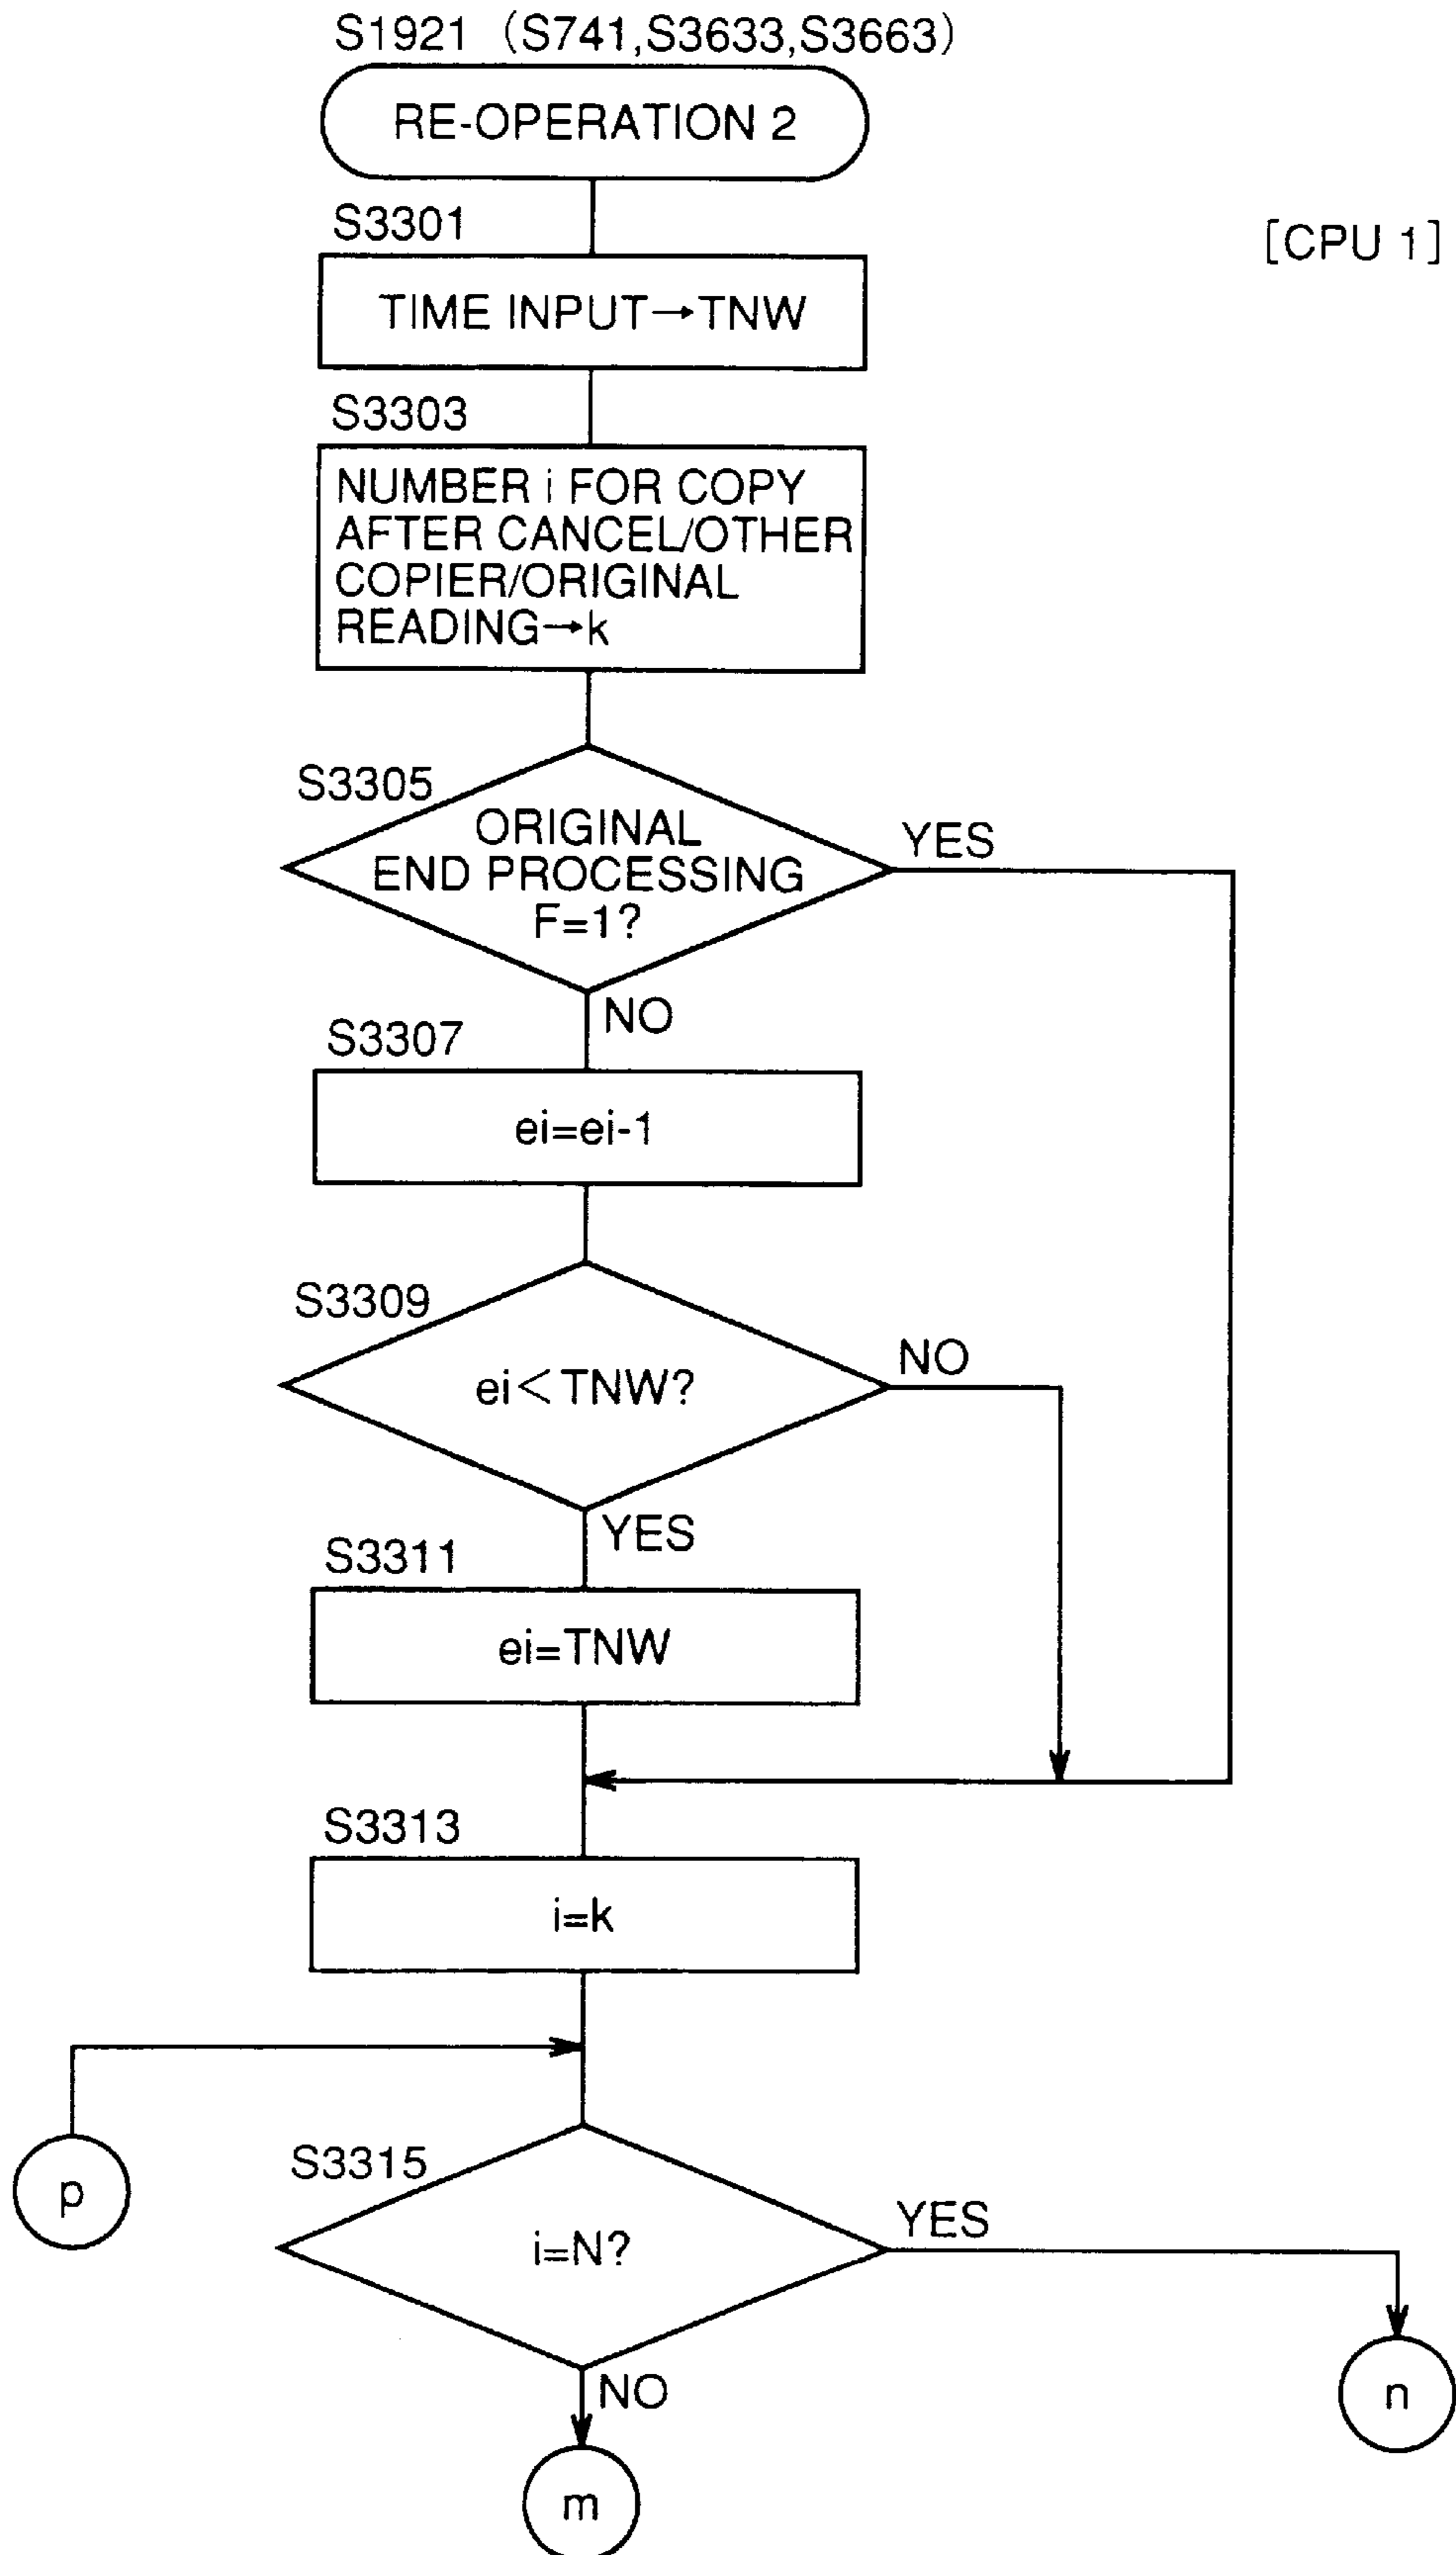 S1921 (S741,S3633,S3663)
RE-OPERATION 2
[CPU 1]
S3301
TIME INPUT→TNW
S3303
NUMBER i FOR COPY
AFTER CANCEL/OTHER
COPIER/ORIGINAL
READING→k
S3305
ORIGINAL
END PROCESSING
F=1?
YES
NO
S3307
ei=ei-1
S3309
ei<TNW?
NO
YES
S3311
ei=TNW
S3313
i=k
p
S3315
i=N?
YES
NO
n
m